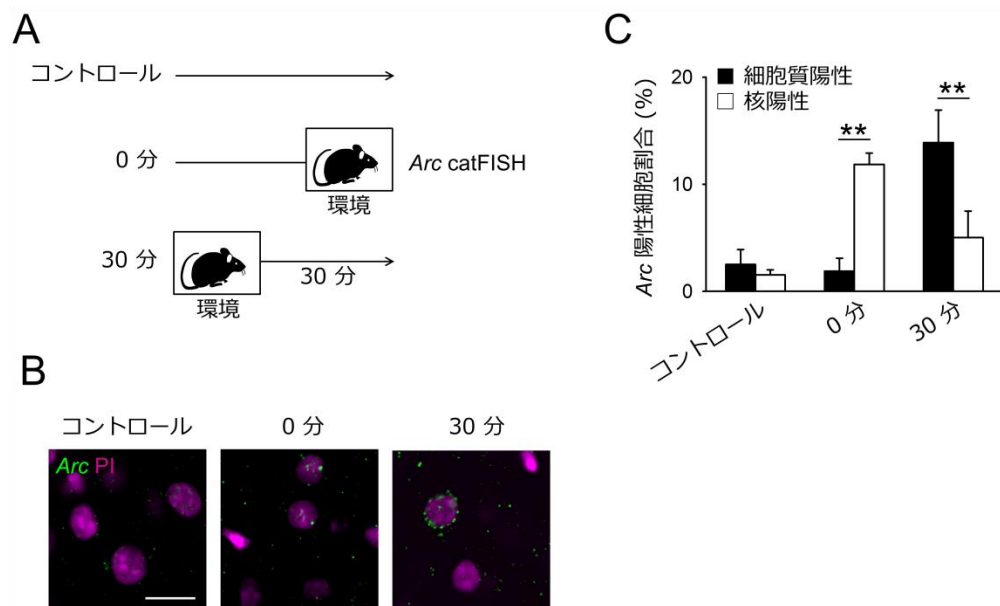 A
コントロール
0 分
環境
Arc catFISH
30 分
環境
30 分
B
コントロール
0 分
30 分
Arc PI
C
細胞質陽性
核陽性
Arc 陽性細胞割合 (%)
20
10
0
**
**
コントロール
0 分
30 分